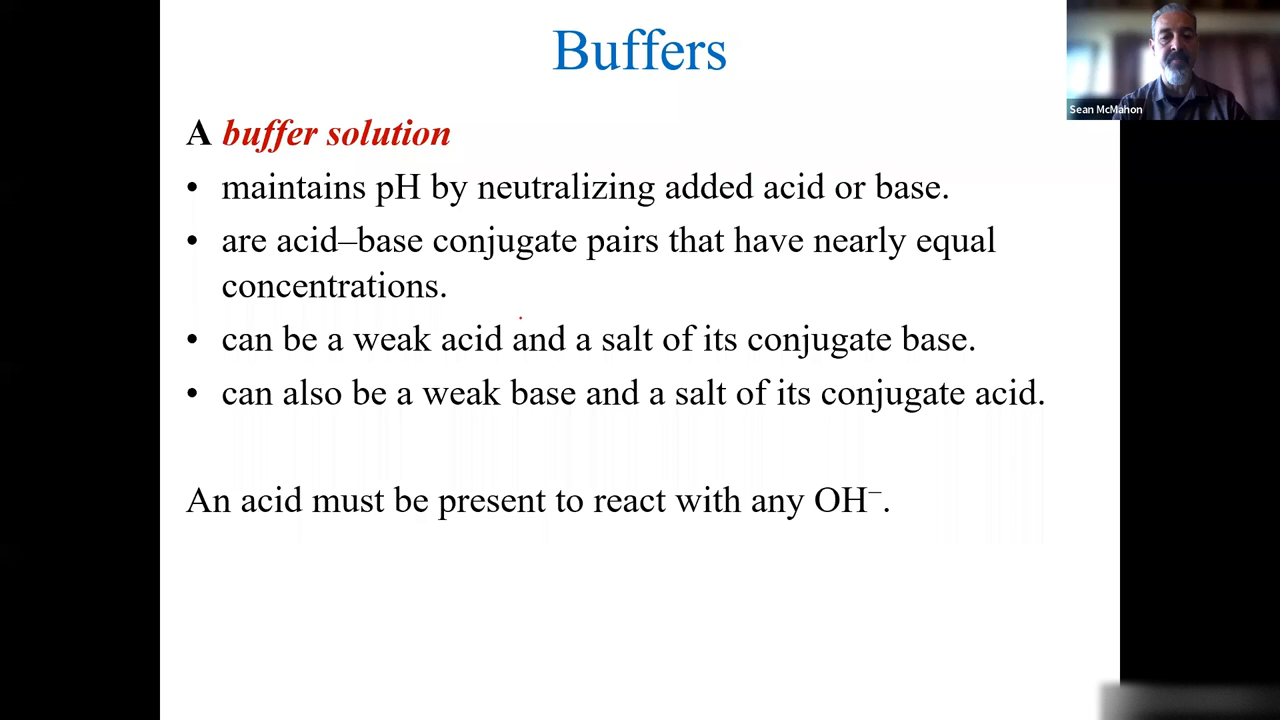 Buffers
Sean McMahon
A buffer solution
• maintains pH by neutralizing added acid or base.
• are acid–base conjugate pairs that have nearly equal
concentrations.
• can be a weak acid and a salt of its conjugate base.
• can also be a weak base and a salt of its conjugate acid.
An acid must be present to react with any OH⁻.